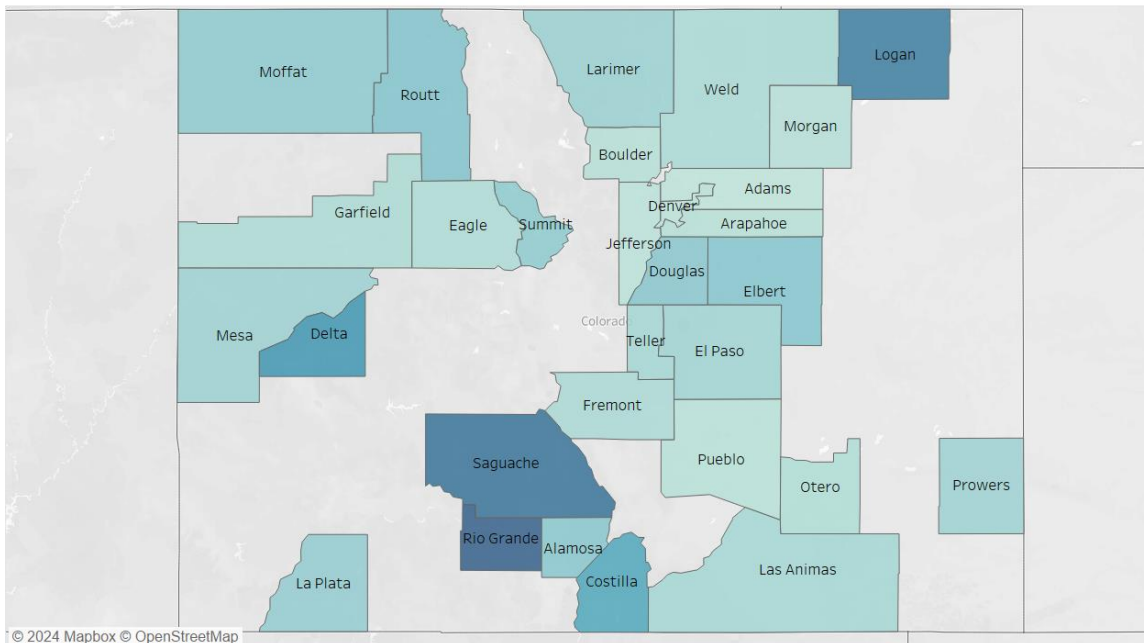 Logan
Moffat
Larimer
Weld
Routt
Morgan
Boulder
Adams
Denver
Garfield
Eagle
Summit
Arapahoe
Jefferson
Douglas
Elbert
Colorado
Mesa
Delta
Teller
El Paso
Fremont
Saguache
Pueblo
Otero
Prowers
Rio Grande
Alamosa
La Plata
Costilla
Las Animas
© 2024 Mapbox © OpenStreetMap